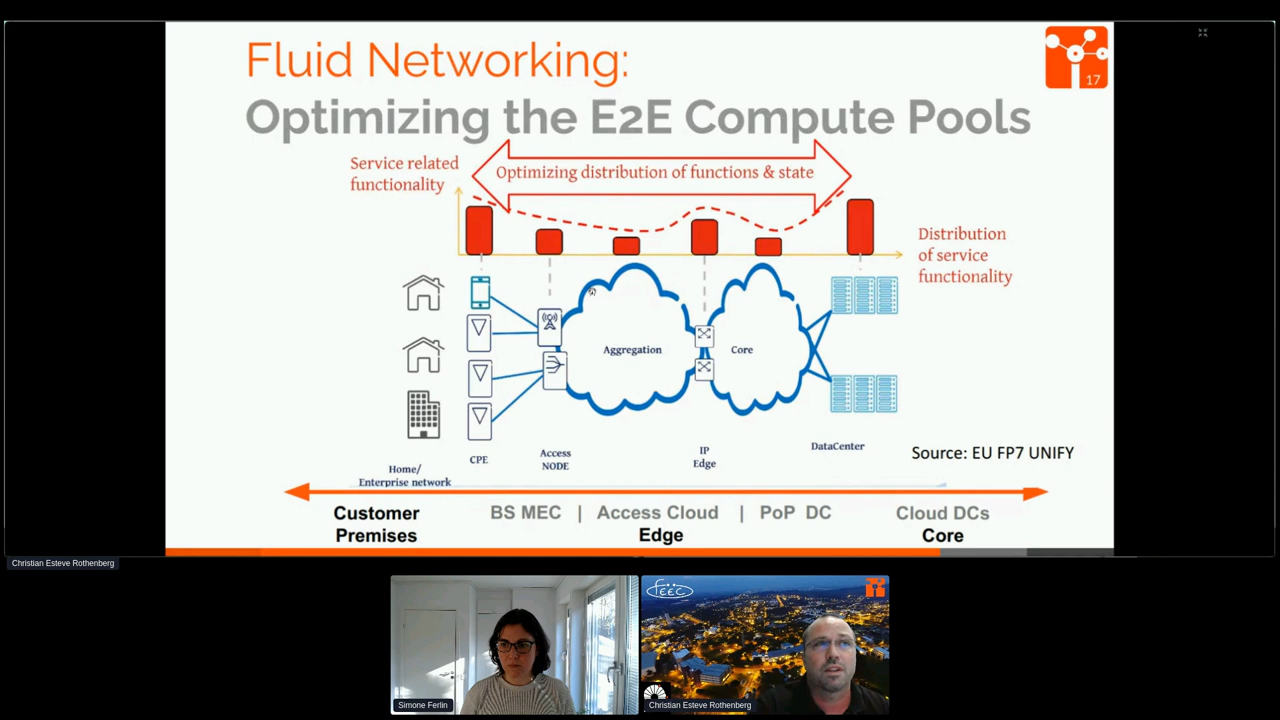 Fluid Networking:
17
Optimizing the E2E Compute Pools
Service related
functionality
Optimizing distribution of functions & state
Distribution
of service
functionality
Aggregation
Core
CPE
Access
NODE
IP
Edge
DataCenter
Source: EU FP7 UNIFY
Home/
Enterprise network
Customer
Premises
BS MEC | Access Cloud | PoP DC
Edge
Cloud DCs
Core
Christian Esteve Rothenberg
FEEC
Simone Ferlin
Christian Esteve Rothenberg